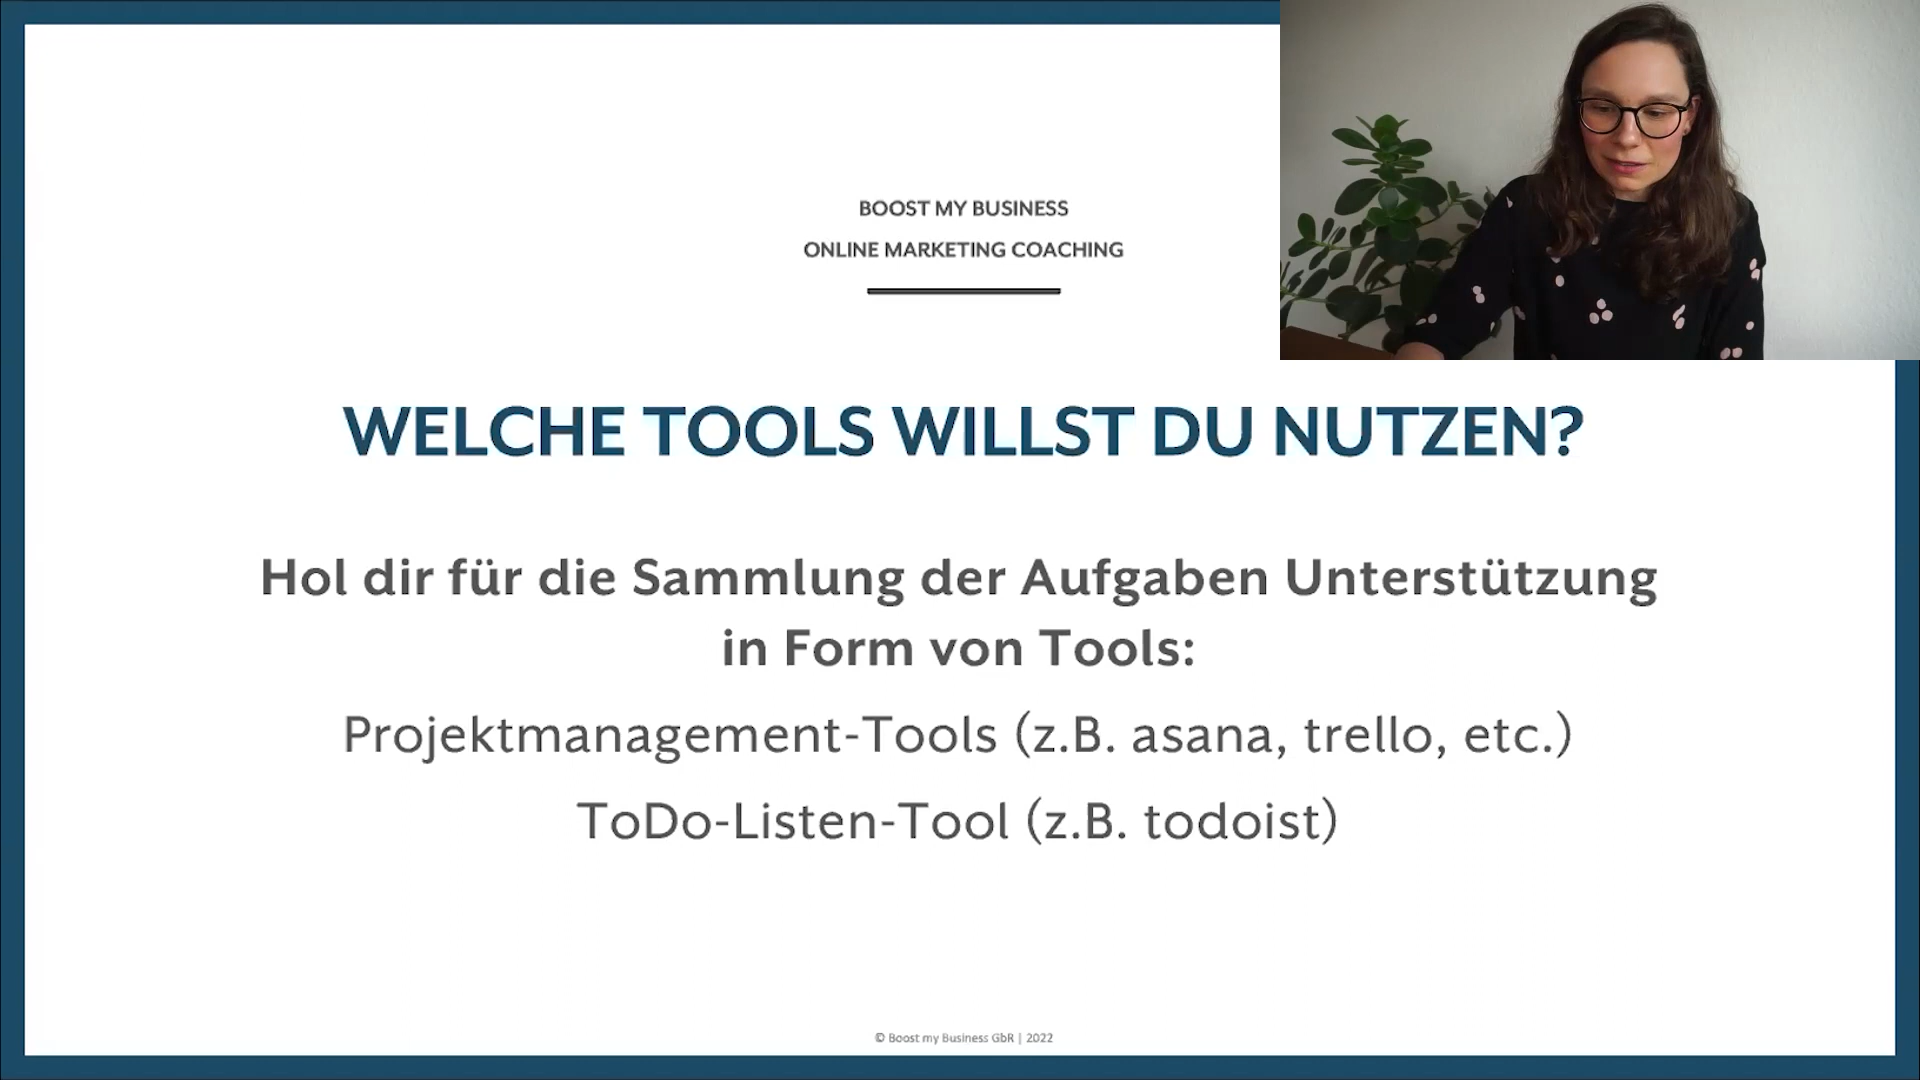 BOOST MY BUSINESS
ONLINE MARKETING COACHING
WELCHE TOOLS WILLST DU NUTZEN?
Hol dir für die Sammlung der Aufgaben Unterstützung
in Form von Tools:
Projektmanagement-Tools (z.B. asana, trello, etc.)
ToDo-Listen-Tool (z.B. todoist)
© Boost my Business GbR | 2022